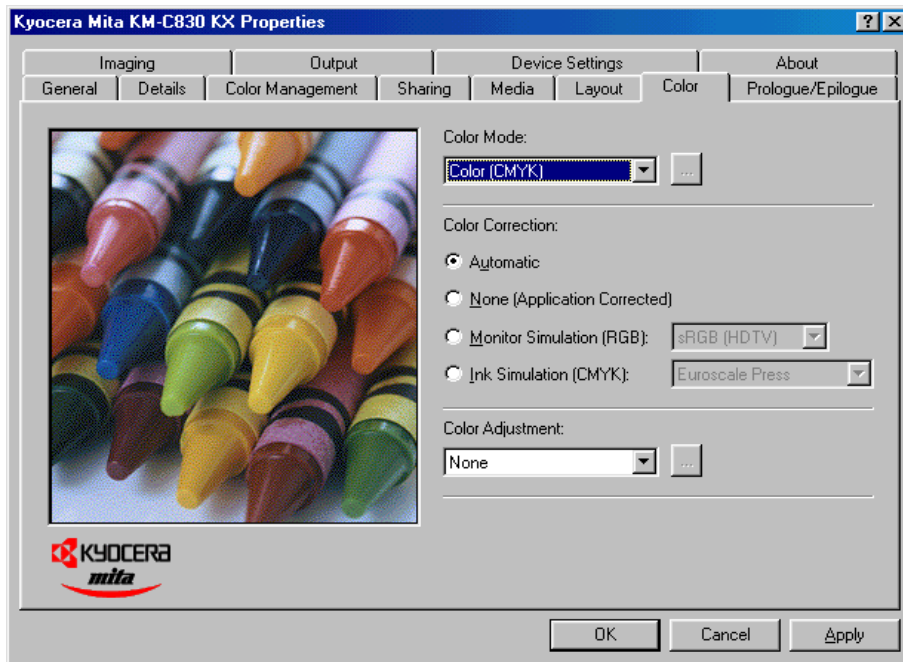 Kyocera Mita KM-C830 KX Properties
Imaging Output Device Settings About
General Details Color Management Sharing Media Layout Color Prologue/Epilogue
Color Mode:
Color (CMYK)
...
Color Correction:
Automatic
None (Application Corrected)
Monitor Simulation (RGB): sRGB (HDTV)
Ink Simulation (CMYK): Euroscale Press
Color Adjustment:
None
...
KYOCERA
mita
OK Cancel Apply